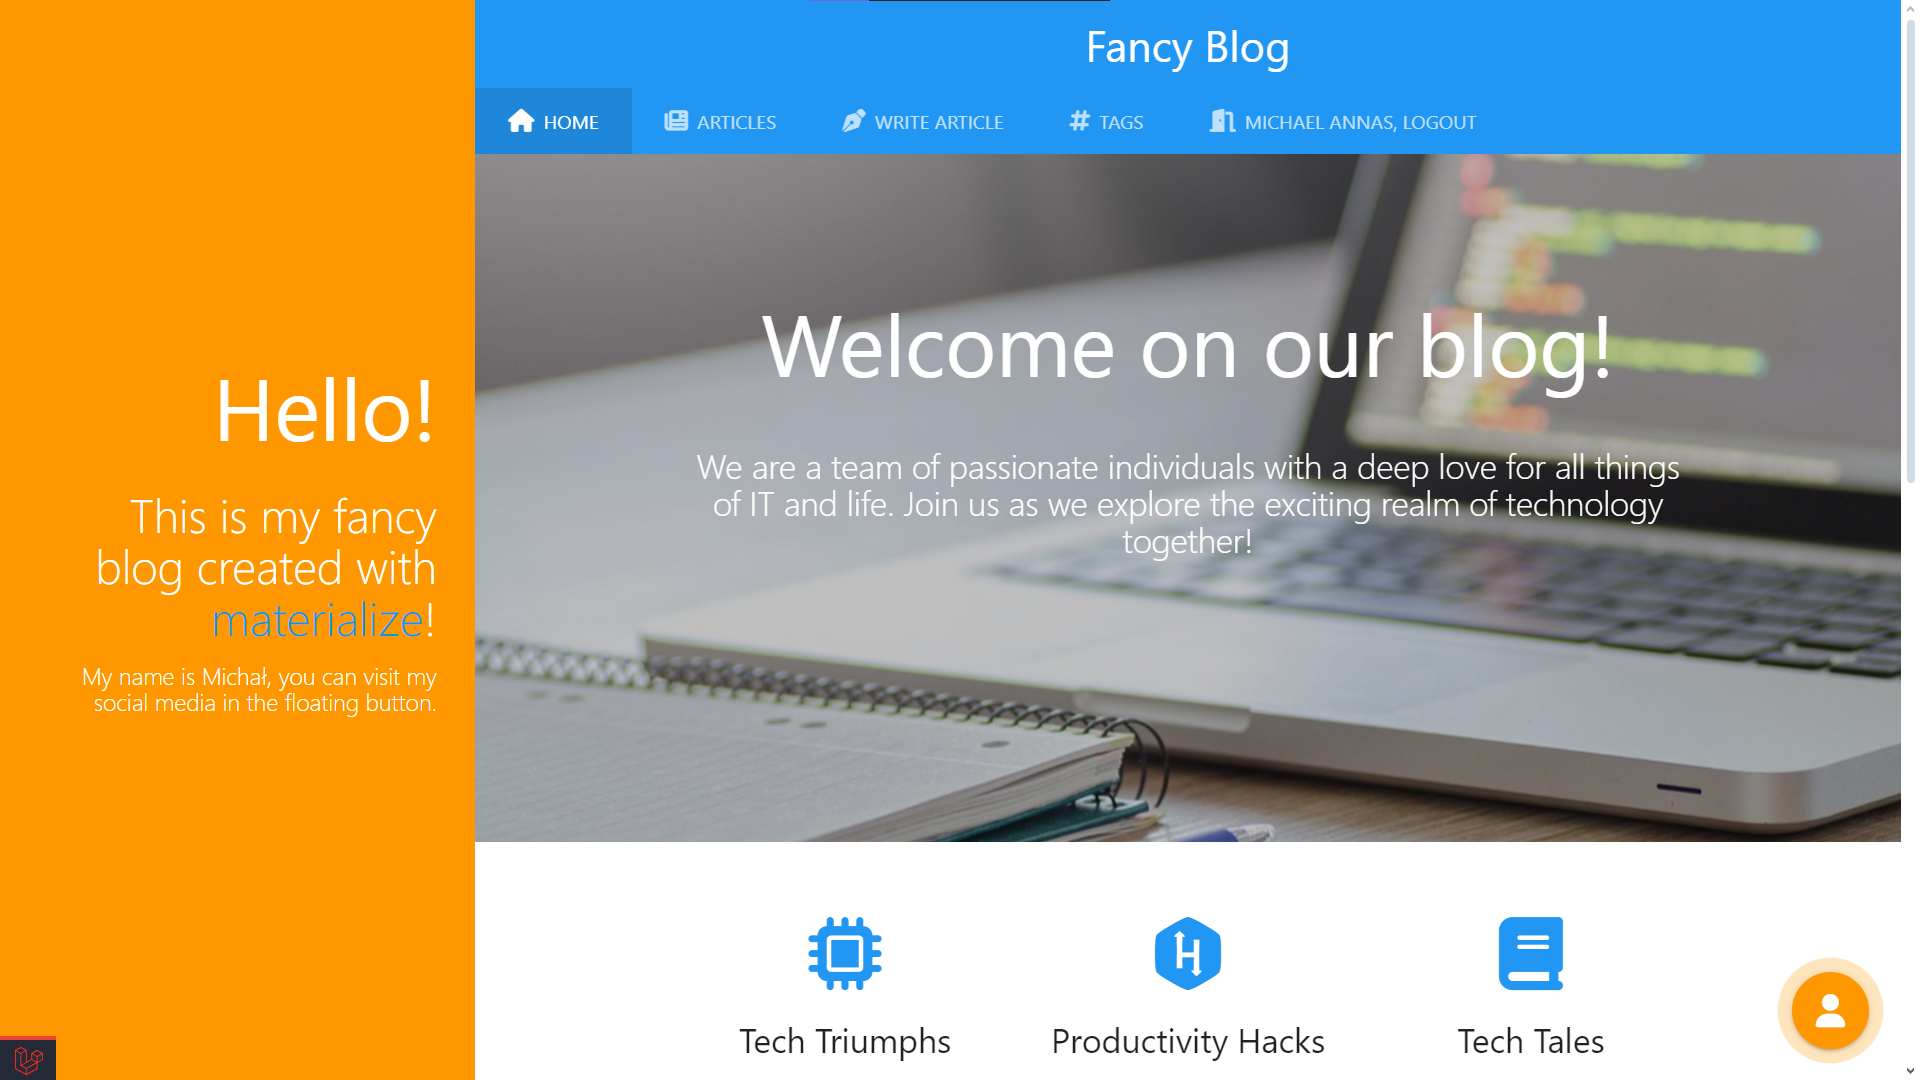 Fancy Blog
HOME
ARTICLES
WRITE ARTICLE
TAGS
MICHAEL ANNAS, LOGOUT
Hello!
This is my fancy
blog created with
materialize!
My name is Michał, you can visit my
social media in the floating button.
Welcome on our blog!
We are a team of passionate individuals with a deep love for all things
of IT and life. Join us as we explore the exciting realm of technology
together!
Tech Triumphs
Productivity Hacks
Tech Tales